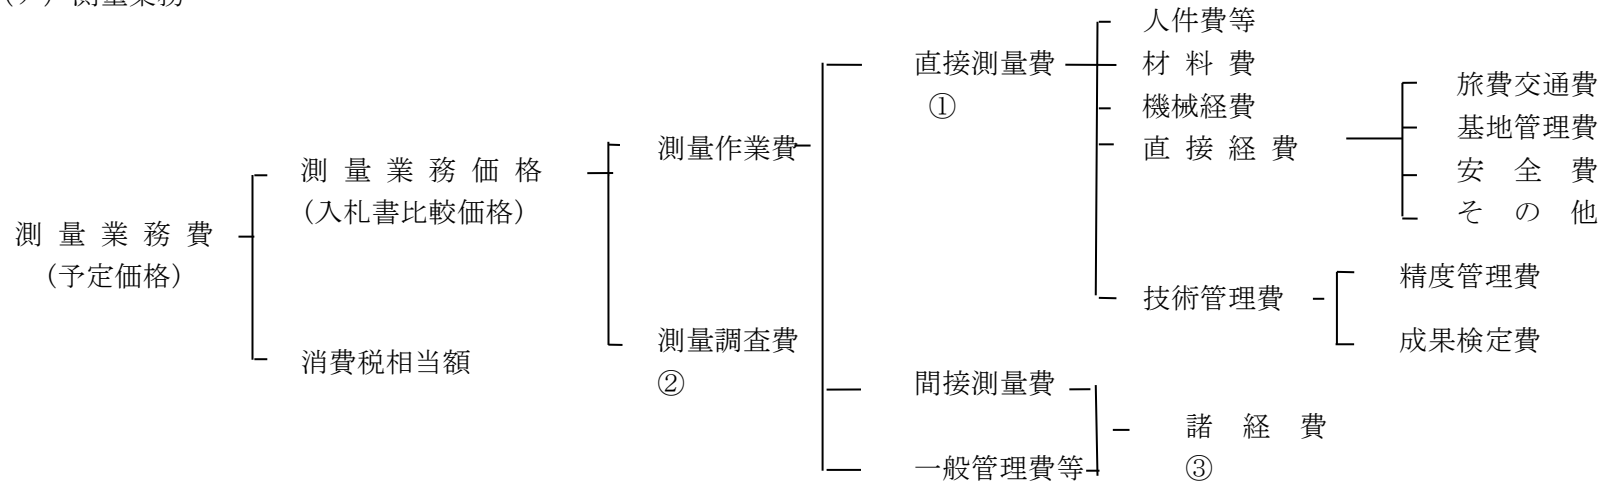 測量業務
人件費等
直接測量費
材料費
旅費交通費
①
機械経費
基地管理費
測量作業費
直接経費
測量業務価格
安全費
(入札書比較価格)
その他
測量業務費
(予定価格)
技術管理費
精度管理費
測量調査費
成果検定費
消費税相当額
②
間接測量費
諸経費
一般管理費等
③